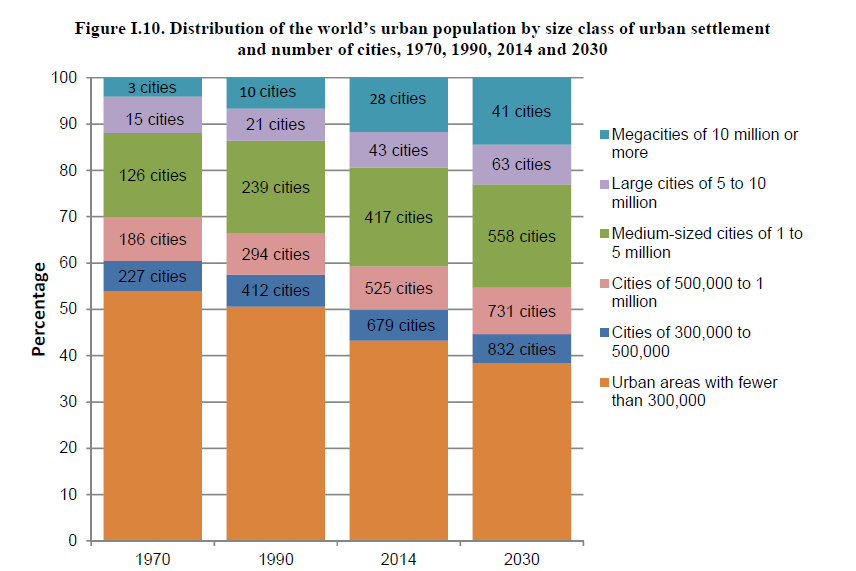 Figure I.10. Distribution of the world’s urban population by size class of urban settlement
and number of cities, 1970, 1990, 2014 and 2030
Percentage
100
90
80
70
60
50
40
30
20
10
0
3 cities
15 cities
126 cities
186 cities
227 cities
10 cities
21 cities
239 cities
294 cities
412 cities
28 cities
43 cities
417 cities
525 cities
679 cities
41 cities
63 cities
558 cities
731 cities
832 cities
1970
1990
2014
2030
Megacities of 10 million or
more
Large cities of 5 to 10
million
Medium-sized cities of 1 to
5 million
Cities of 500,000 to 1
million
Cities of 300,000 to
500,000
Urban areas with fewer
than 300,000